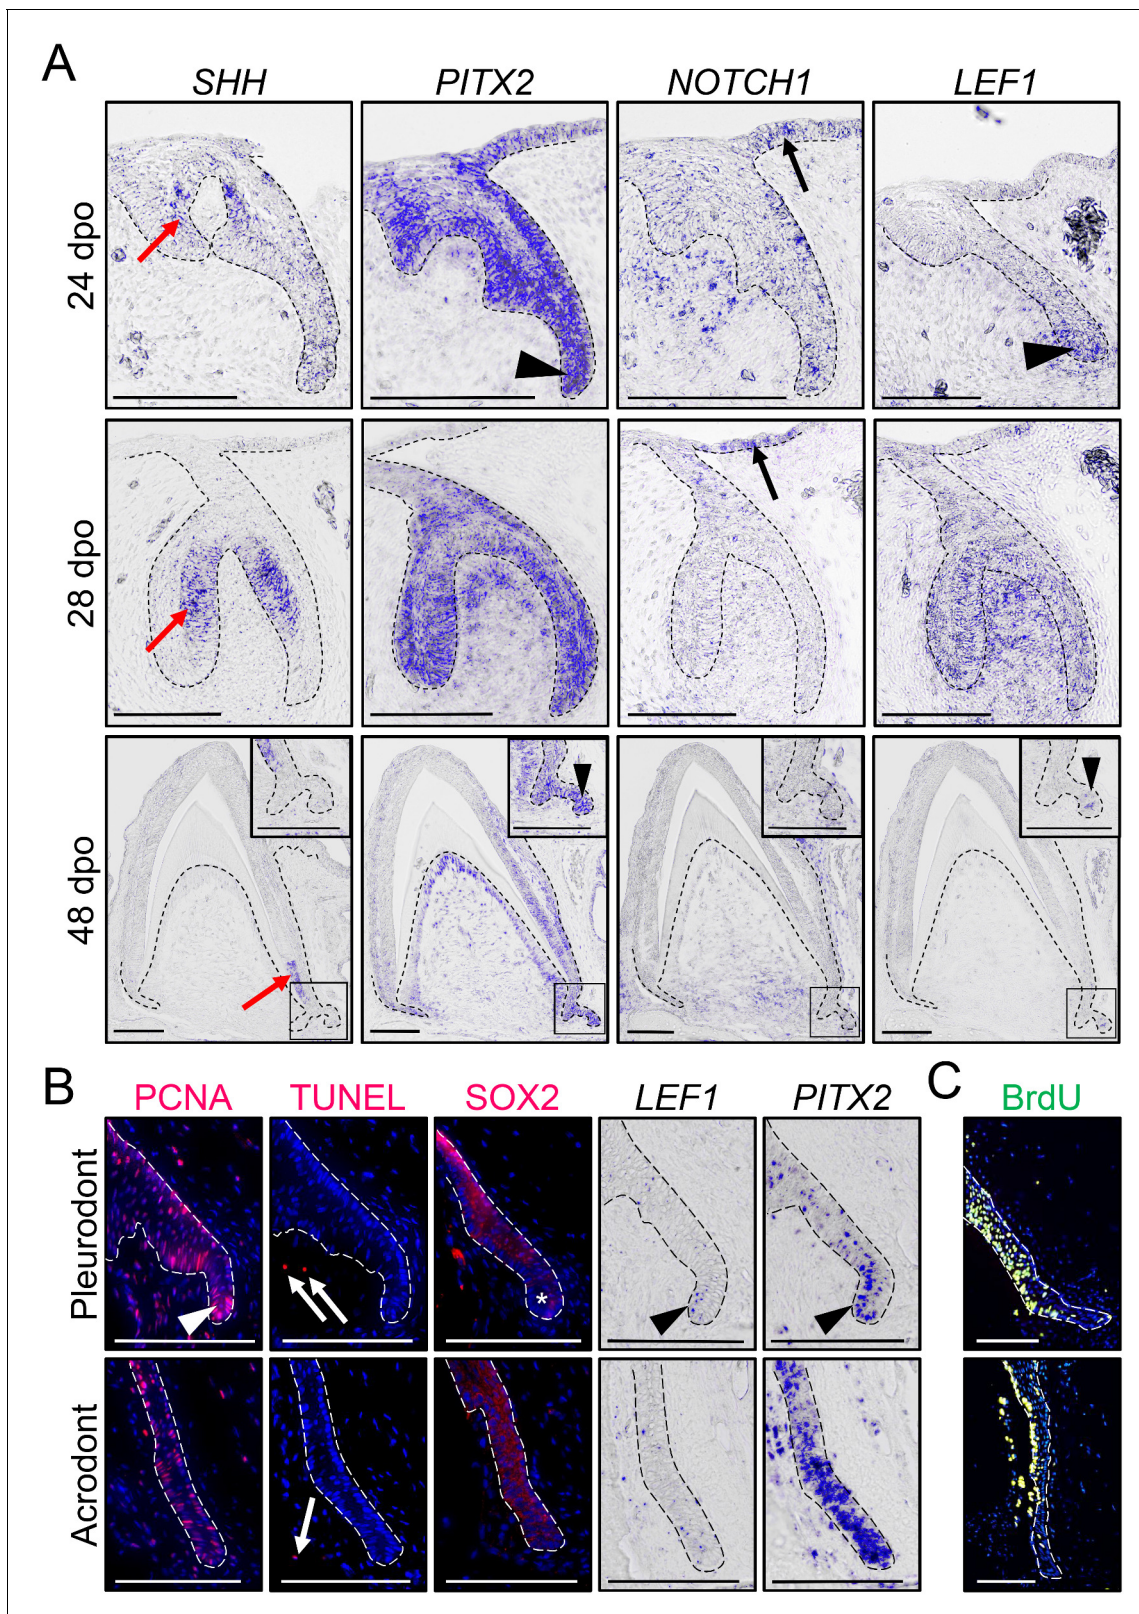 A
SHH PITX2 NOTCH1 LEF1
24 dpo
28 dpo
48 dpo
B C
PCNA TUNEL SOX2 LEF1 PITX2 BrdU
Pleurodont
*
Acrodont